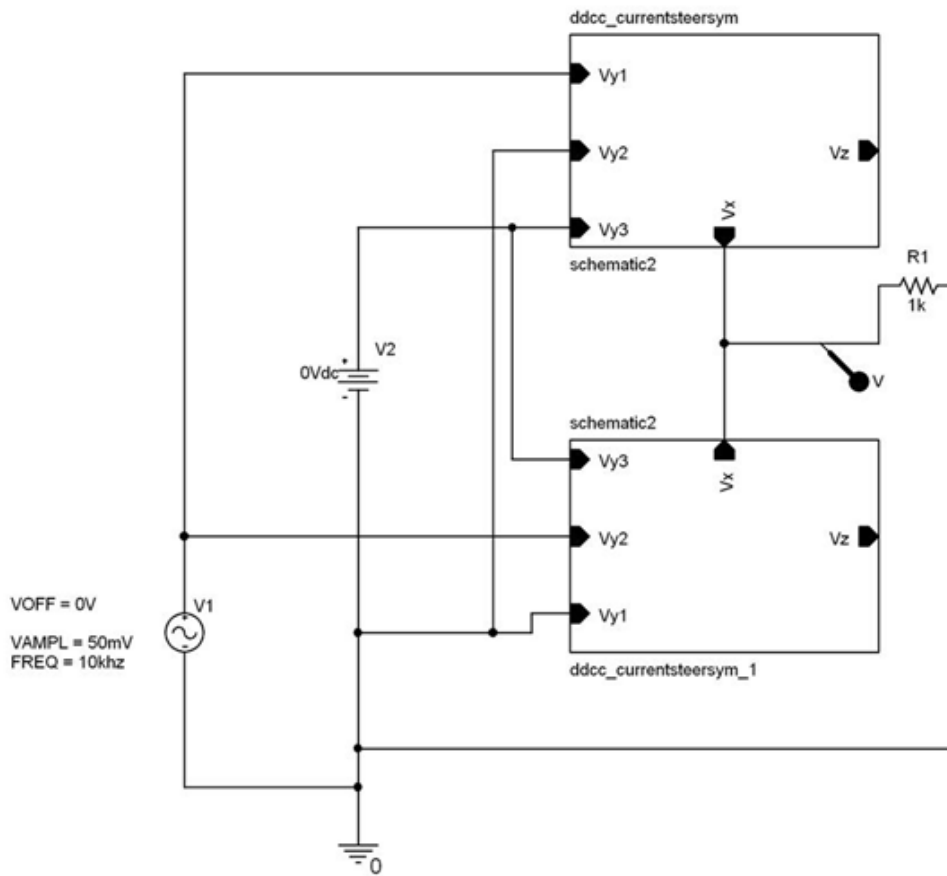 ddcc_currentsteersym
Vy1
Vy2
Vz
Vy3
Vx
schematic2
R1
1k
V2
0Vdc
+
-
V
schematic2
Vy3
Vx
Vy2
Vz
VOFF = 0V
V1
+
-
VAMPL = 50mV
FREQ = 10khz
Vy1
ddcc_currentsteersym_1
0